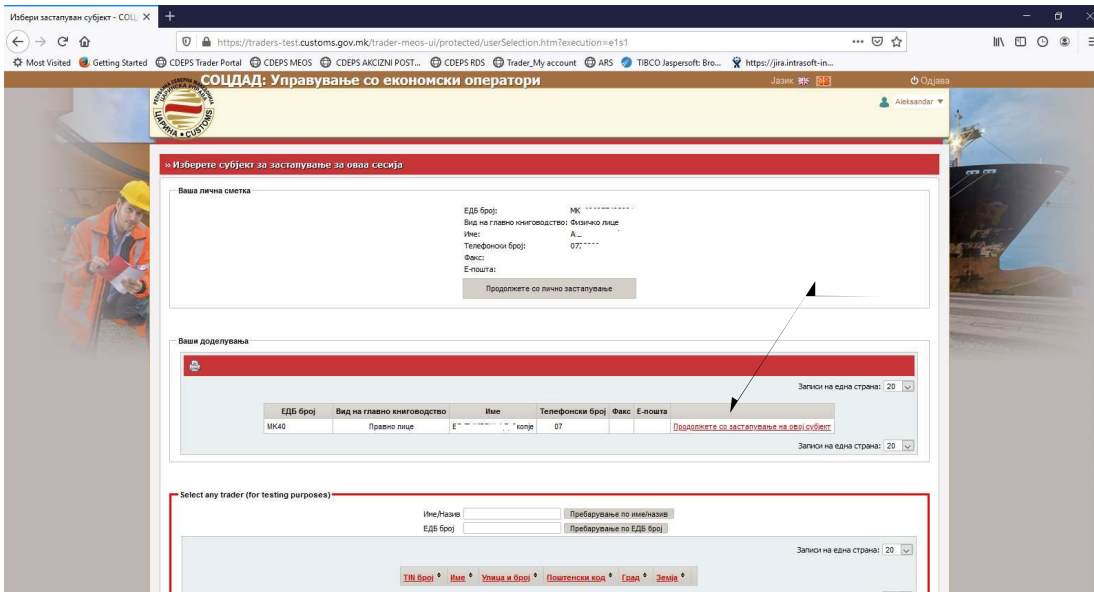 Избери застапуван субјект - СОЦ
https://traders-test.customs.gov.mk/trader-meos-ui/protected/userSelection.htm?execution=e1s1
Most Visited Getting Started CDEPS Trader Portal CDEPS MEOS CDEPS AKCIZNI POST... CDEPS RDS Trader_My account ARS TIBCO Jaspersoft: Bro... https://jira.intrasoft-in...
СОЦДАД: Управување со економски оператори Јазик Одјава
ЦАРИНА • CUSTOMS
Aleksandar
» Изберете субјект за застапување за оваа сесија
Ваша лична сметка
ЕДБ број: МК
Вид на главно книговодство: Физичко лице
Име: А
Телефонски број: 07
Факс:
Е-пошта:
Продолжете со лично застапување
Ваши доделувања
Записи на една страна: 20
ЕДБ број Вид на главно книговодство Име Телефонски број Факс Е-пошта
МК40 Правно лице Е копје 07 Продолжете со застапување на овој субјект
Записи на една страна: 20
Select any trader (for testing purposes)
Име/Назив Пребарување по име/назив
ЕДБ број Пребарување по ЕДБ број
Записи на една страна: 20
TIN број Име Улица и број Поштенски код Град Земја